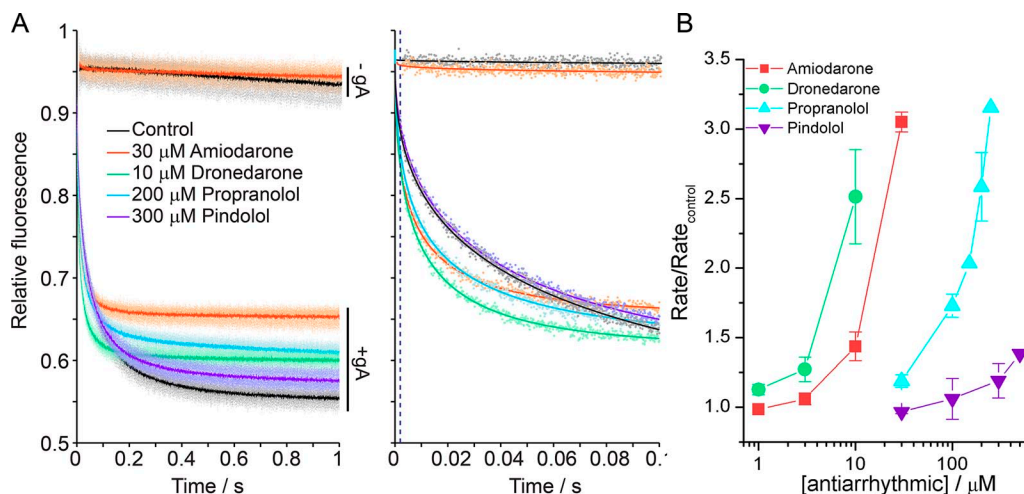 A
Relative fluorescence
1
0.9
0.8
0.7
0.6
0.5
0
0.2
0.4
0.6
0.8
1
Time / s
Control
30 μM Amiodarone
10 μM Dronedarone
200 μM Propranolol
300 μM Pindolol
- gA
+gA
0
0.02
0.04
0.06
0.08
0.1
Time / s
B
Rate/Rate control
3.5
3.0
2.5
2.0
1.5
1.0
Amiodarone
Dronedarone
Propranolol
Pindolol
1
10
100
[antiarrhythmic] / μM